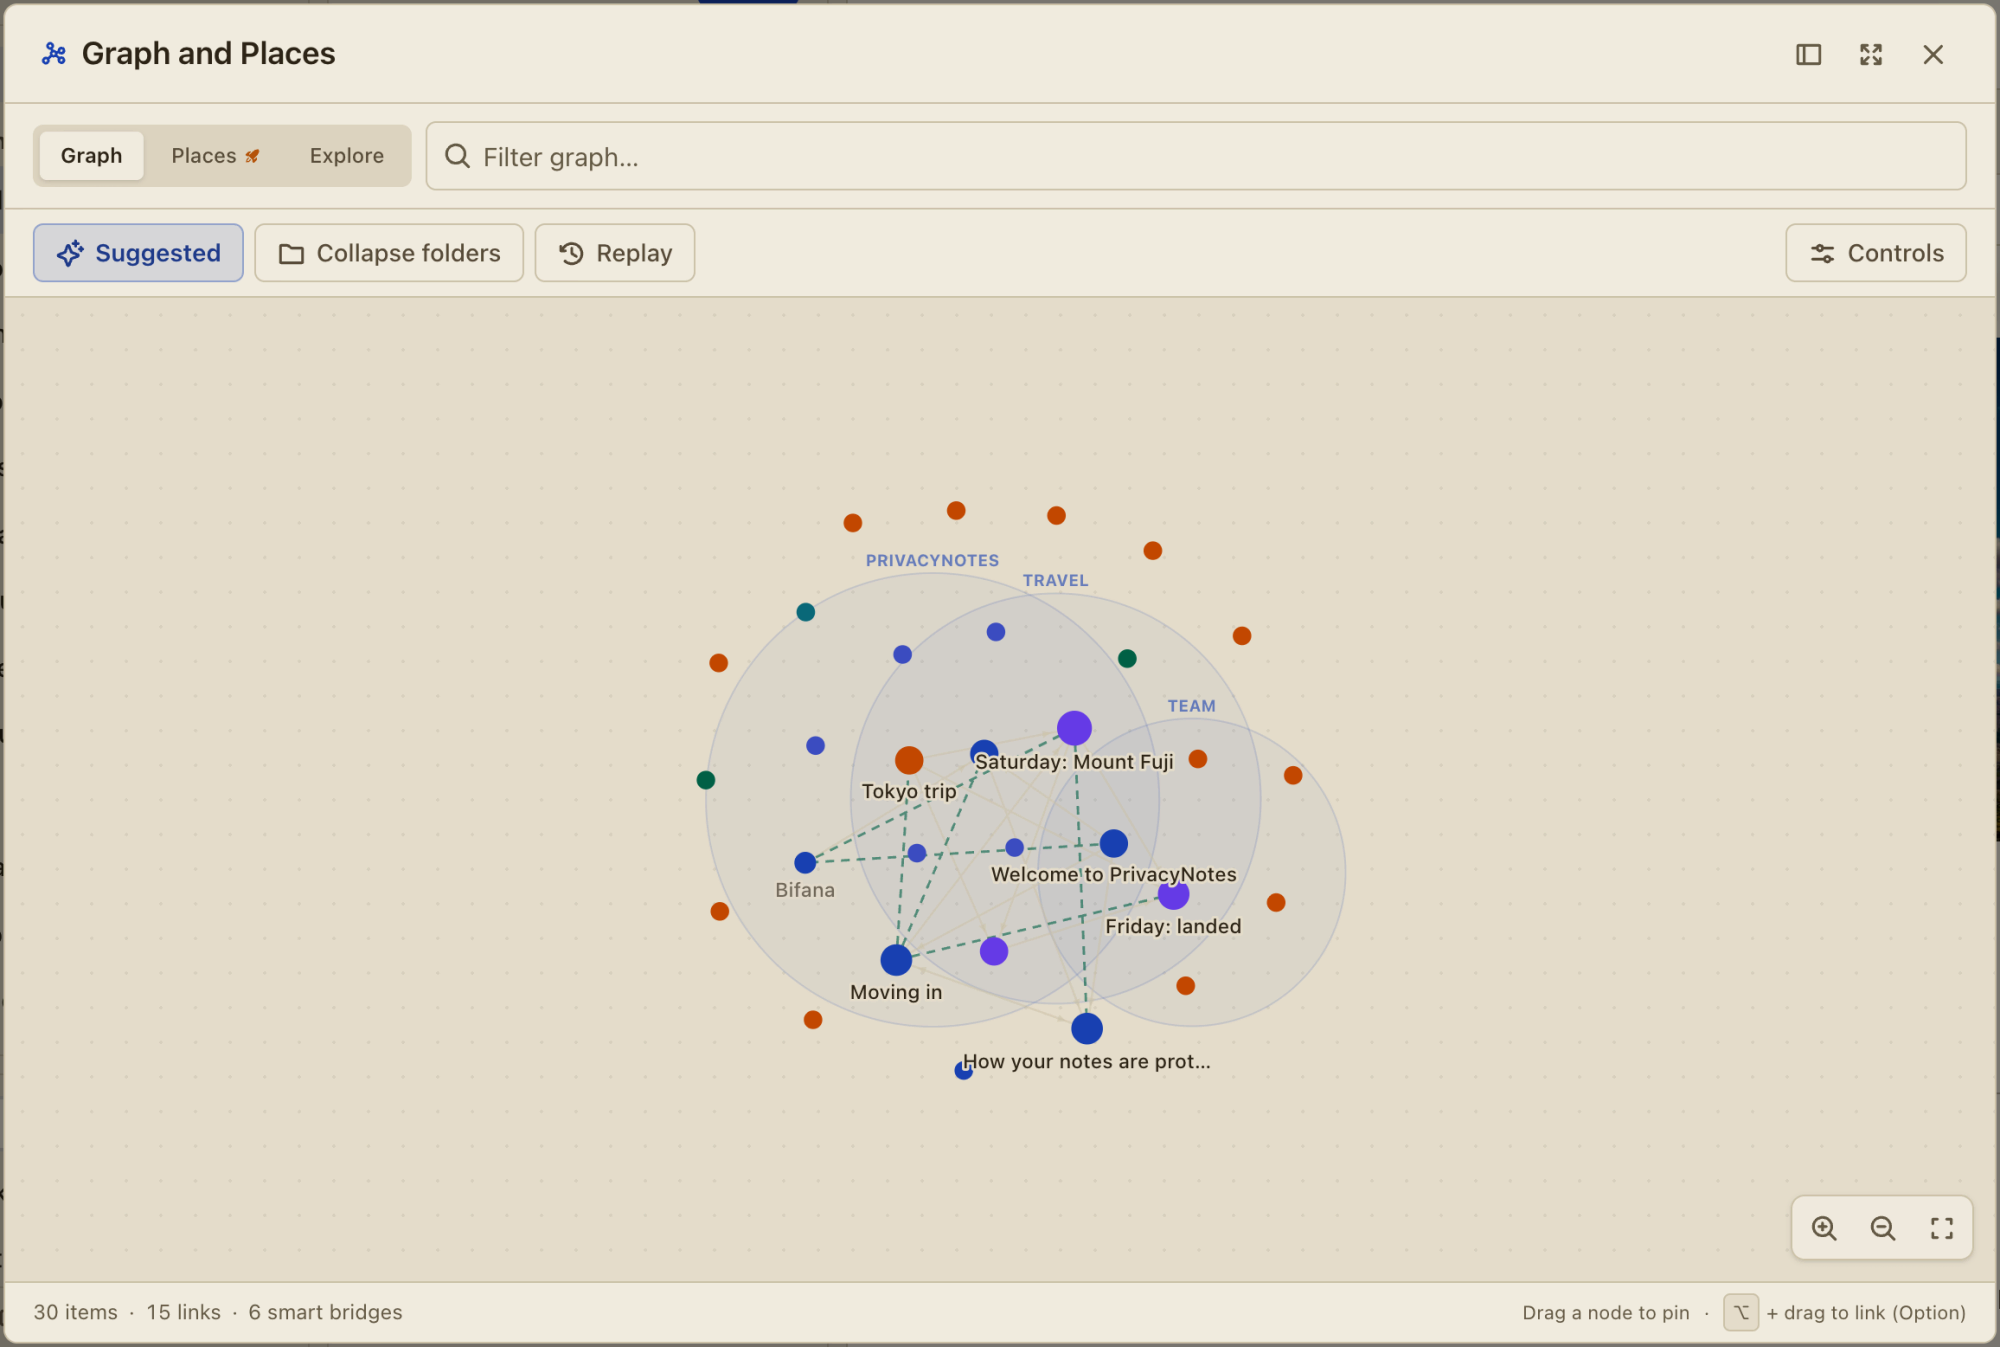 Graph and Places
Graph
Places
Explore
Filter graph...
Suggested
Collapse folders
Replay
Controls
PRIVACYNOTES
TRAVEL
TEAM
Saturday: Mount Fuji
Tokyo trip
Welcome to PrivacyNotes
Bifana
Friday: landed
Moving in
How your notes are prot...
30 items · 15 links · 6 smart bridges
Drag a node to pin · ⌥ + drag to link (Option)